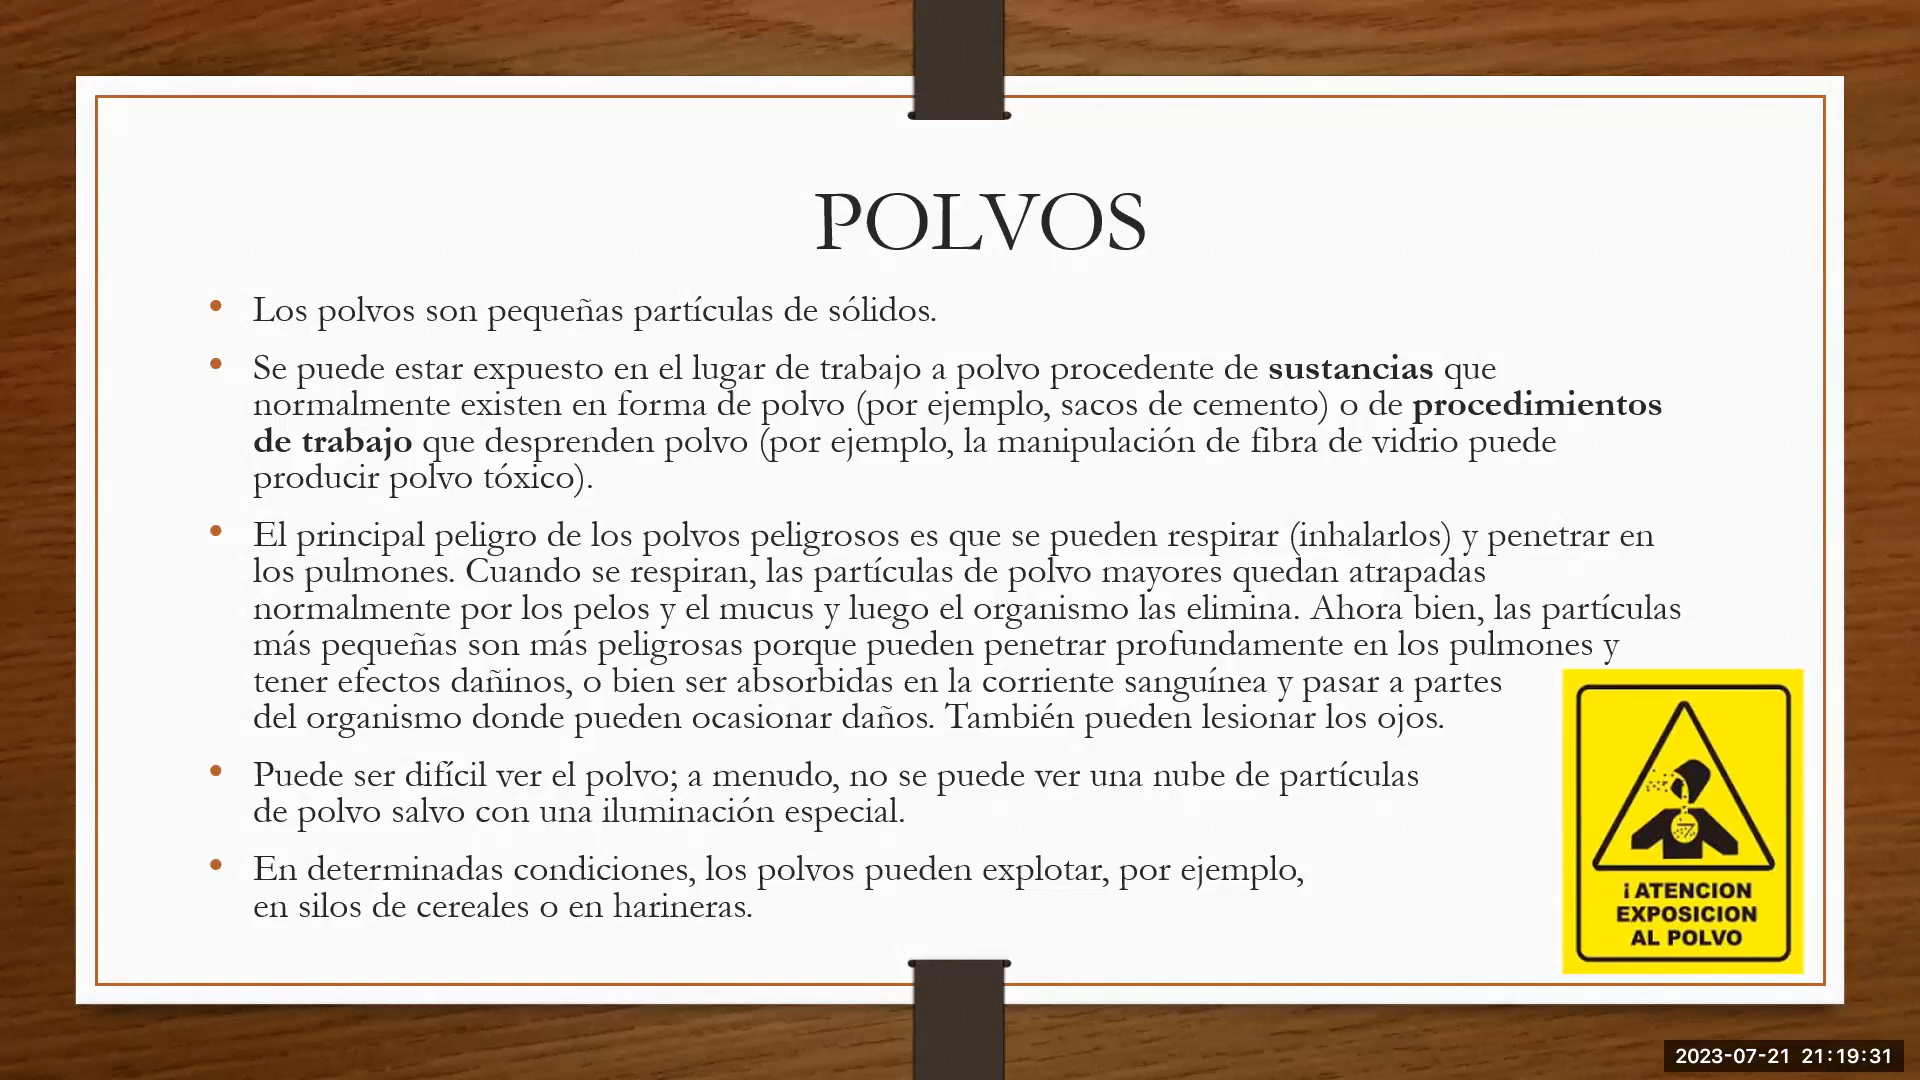 POLVOS
• Los polvos son pequeñas partículas de sólidos.
• Se puede estar expuesto en el lugar de trabajo a polvo procedente de sustancias que
normalmente existen en forma de polvo (por ejemplo, sacos de cemento) o de procedimientos
de trabajo que desprenden polvo (por ejemplo, la manipulación de fibra de vidrio puede
producir polvo tóxico).
• El principal peligro de los polvos peligrosos es que se pueden respirar (inhalarlos) y penetrar en
los pulmones. Cuando se respiran, las partículas de polvo mayores quedan atrapadas
normalmente por los pelos y el mucus y luego el organismo las elimina. Ahora bien, las partículas
más pequeñas son más peligrosas porque pueden penetrar profundamente en los pulmones y
tener efectos dañinos, o bien ser absorbidas en la corriente sanguínea y pasar a partes
del organismo donde pueden ocasionar daños. También pueden lesionar los ojos.
• Puede ser difícil ver el polvo; a menudo, no se puede ver una nube de partículas
de polvo salvo con una iluminación especial.
• En determinadas condiciones, los polvos pueden explotar, por ejemplo,
en silos de cereales o en harineras.
¡ ATENCION
EXPOSICION
AL POLVO
2023-07-21 21:19:31